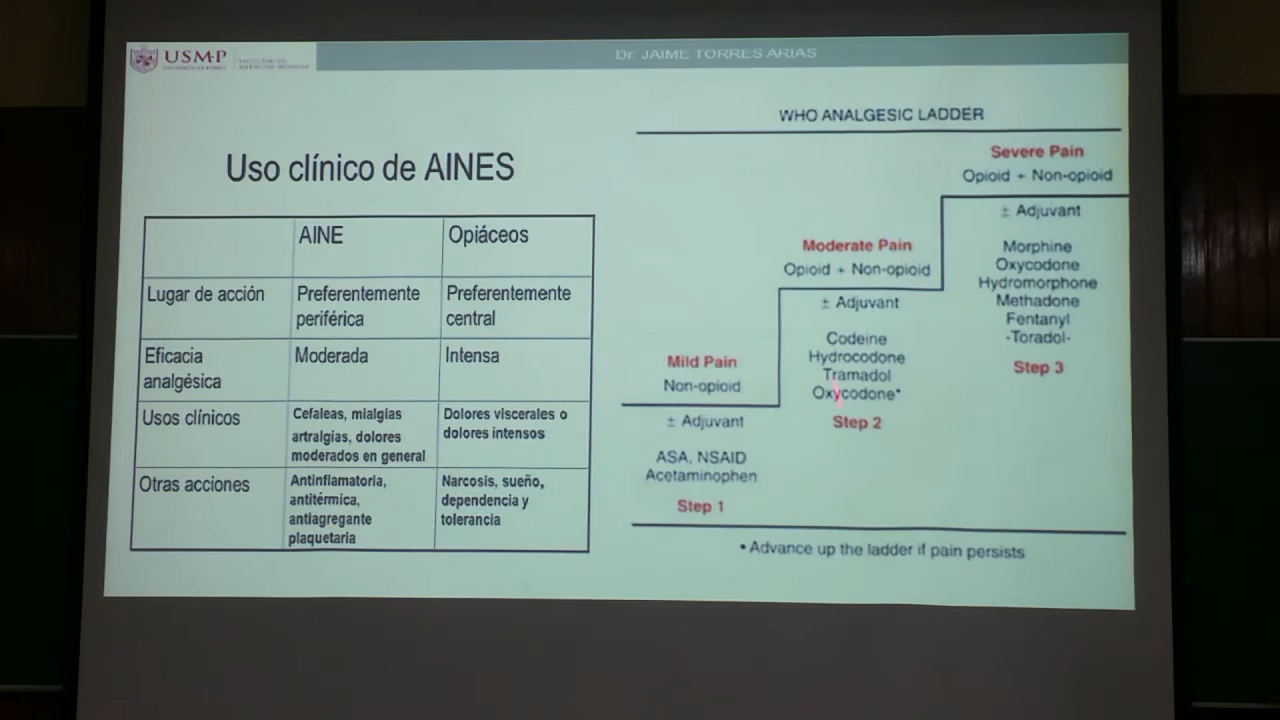 USMP
Dr. JAIME TORRES ARIAS
Uso clínico de AINES
AINE
Opiáceos
Lugar de acción
Preferentemente
periférica
Preferentemente
central
Eficacia
analgésica
Moderada
Intensa
Usos clínicos
Cefaleas, mialgias
artralgías, dolores
moderados en general
Dolores viscerales o
dolores intensos
Otras acciones
Antinflamatoria,
antitérmica,
antiagregante
plaquetaria
Narcosis, sueño,
dependencia y
tolerancia
WHO ANALGESIC LADDER
Mild Pain
Non-opioid
± Adjuvant
ASA, NSAID
Acetaminophen
Step 1
Moderate Pain
Opioid + Non-opioid
± Adjuvant
Codeine
Hydrocodone
Tramadol
Oxycodone*
Step 2
Severe Pain
Opioid + Non-opioid
± Adjuvant
Morphine
Oxycodone
Hydromorphone
Methadone
Fentanyl
-Toradol-
Step 3
• Advance up the ladder if pain persists